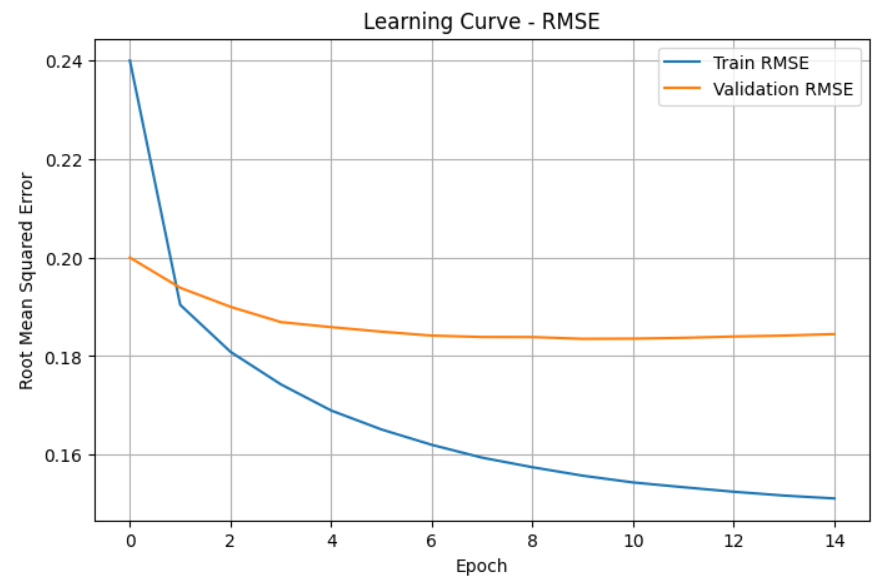 Learning Curve - RMSE
Train RMSE
Validation RMSE
Root Mean Squared Error
0.24
0.22
0.20
0.18
0.16
0 2 4 6 8 10 12 14
Epoch